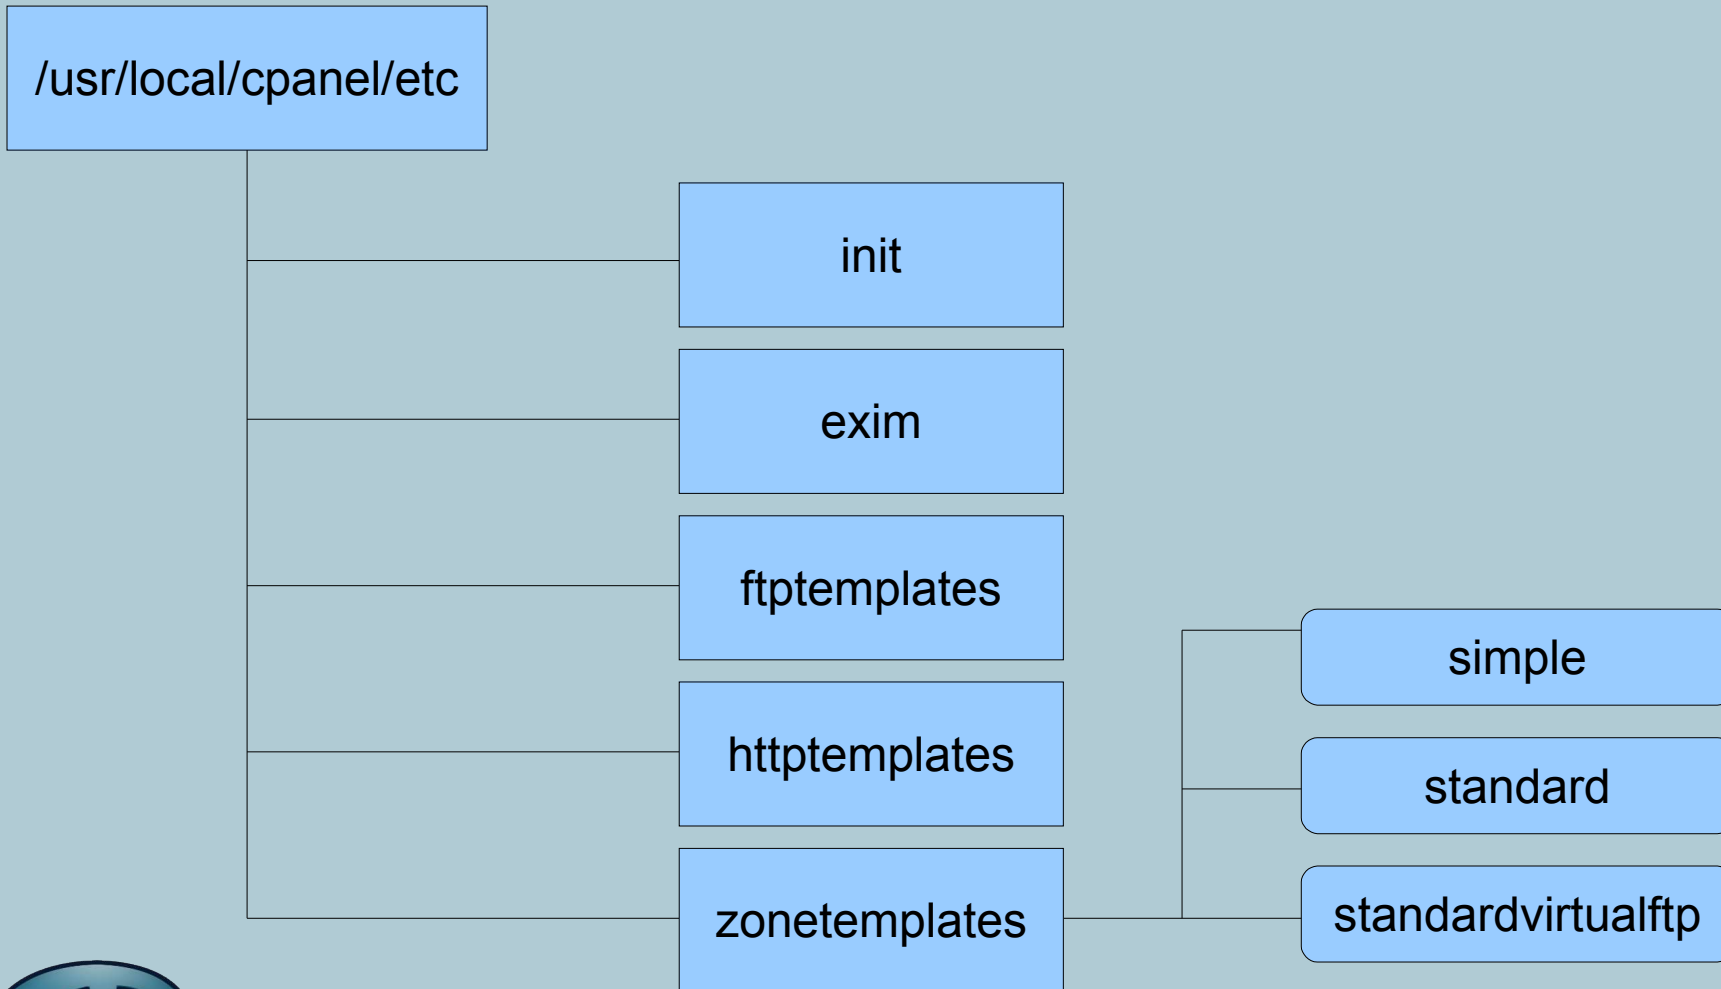 /usr/local/cpanel/etc
init
exim
ftptemplates
httptemplates
zonetemplates
simple
standard
standardvirtualftp